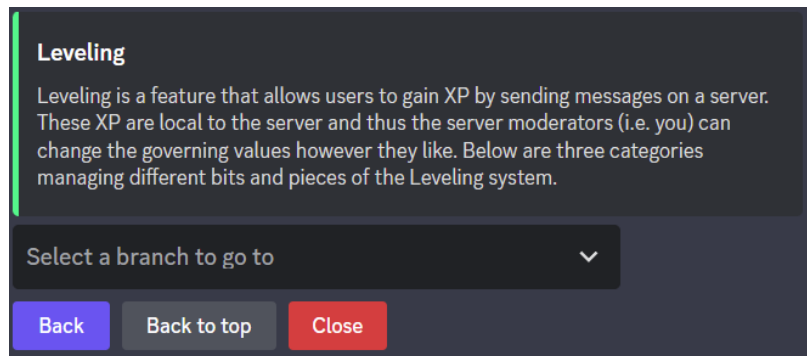 Leveling
Leveling is a feature that allows users to gain XP by sending messages on a server.
These XP are local to the server and thus the server moderators (i.e. you) can
change the governing values however they like. Below are three categories
managing different bits and pieces of the Leveling system.
Select a branch to go to
Back Back to top Close